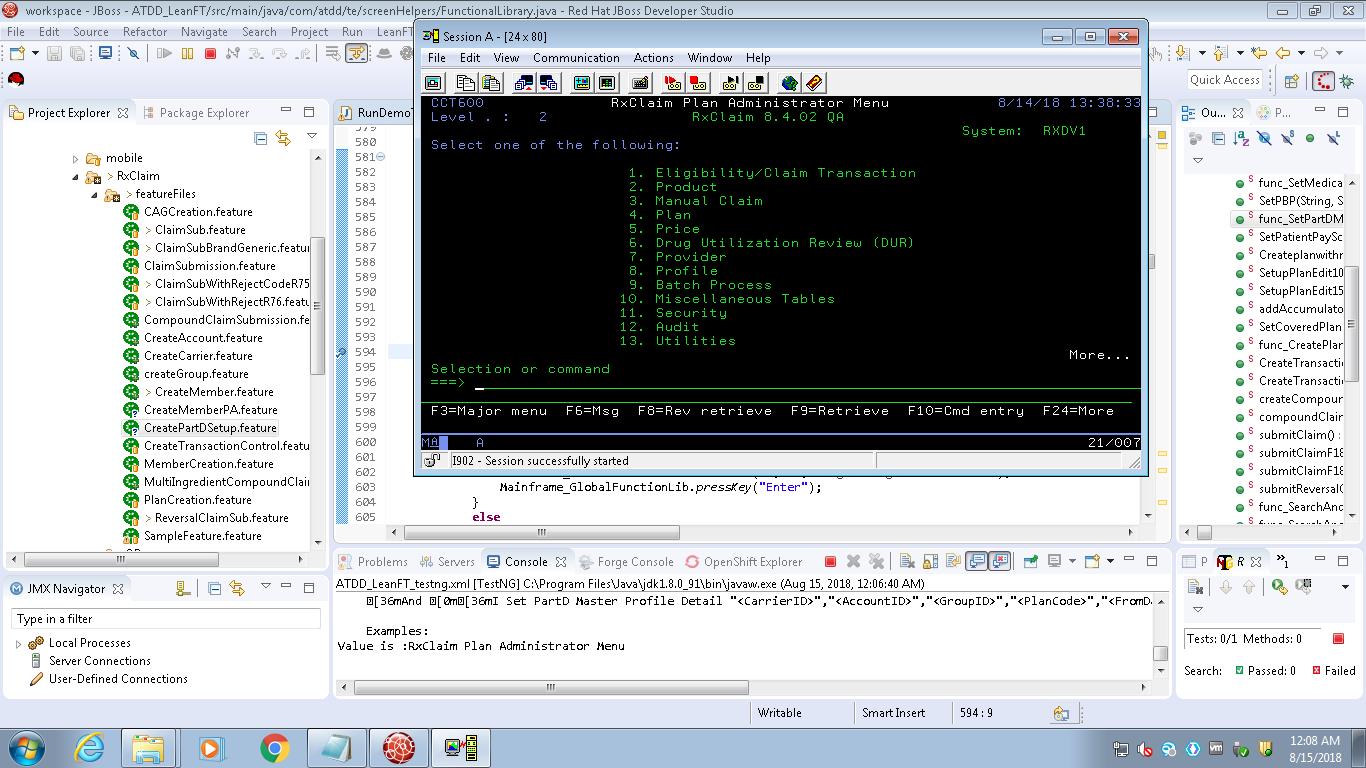 workspace - JBoss - ATDD_LeanFT/src/main/java/com/atdd/te/screenHelpers/FunctionalLibrary.java - Red Hat JBoss Developer Studio
File Edit Source Refactor Navigate Search Project Run LeanFT
Quick Access
Project Explorer Package Explorer
mobile
> RxClaim
> featureFiles
CAGCreation.feature
> ClaimSub.feature
> ClaimSubBrandGeneric.featur
ClaimSubmission.feature
> ClaimSubWithRejectCodeR75
> ClaimSubWithRejectR76.featu
CompoundClaimSubmission.fe
CreateAccount.feature
CreateCarrier.feature
createGroup.feature
> CreateMember.feature
CreateMemberPA.feature
CreatePartDSetup.feature
CreateTransactionControl.featu
MemberCreation.feature
MultiIngredientCompoundClai
PlanCreation.feature
> ReversalClaimSub.feature
SampleFeature.feature
RunDemoT
579
580
581
582
583
584
585
586
587
588
589
590
591
592
593
594
595
596
597
598
599
600
601
602
603 Mainframe_GlobalFunctionLib.pressKey("Enter");
604 }
605 else
Session A - [24 x 80]
File Edit View Communication Actions Window Help
CCT600 RxClaim Plan Administrator Menu 8/14/18 13:38:33
Level . : 2 RxClaim 8.4.02 QA
System: RXDV1
Select one of the following:
1. Eligibility/Claim Transaction
2. Product
3. Manual Claim
4. Plan
5. Price
6. Drug Utilization Review (DUR)
7. Provider
8. Profile
9. Batch Process
10. Miscellaneous Tables
11. Security
12. Audit
13. Utilities
More...
Selection or command
===>
F3=Major menu F6=Msg F8=Rev retrieve F9=Retrieve F10=Cmd entry F24=More
MA A 21/007
I902 - Session successfully started
Ou... P...
func_SetMedica
SetPBP(String, S
func_SetPartDM
SetPatientPaySc
Createplanwithr
SetupPlanEdit10
SetupPlanEdit15
addAccumulato
SetCoveredPlan
func_CreatePlar
CreateTransacti
CreateTransacti
createCompour
compoundClair
submitClaim() :
submitClaimF18
submitClaimF18
submitReversalC
func_SearchAnd
JMX Navigator
Type in a filter
Local Processes
Server Connections
User-Defined Connections
Problems Servers Console Forge Console OpenShift Explorer
ATDD_LeanFT_testng.xml [TestNG] C:\Program Files\Java\jdk1.8.0_91\bin\javaw.exe (Aug 15, 2018, 12:06:40 AM)
[36mAnd [0m[36mI Set PartD Master Profile Detail "<CarrierID>","<AccountID>","<GroupID>","<PlanCode>","<FromD
Examples:
Value is :RxClaim Plan Administrator Menu
P R
Tests: 0/1 Methods: 0
Search: Passed: 0 Failed
Writable Smart Insert 594 : 9
12:08 AM
8/15/2018